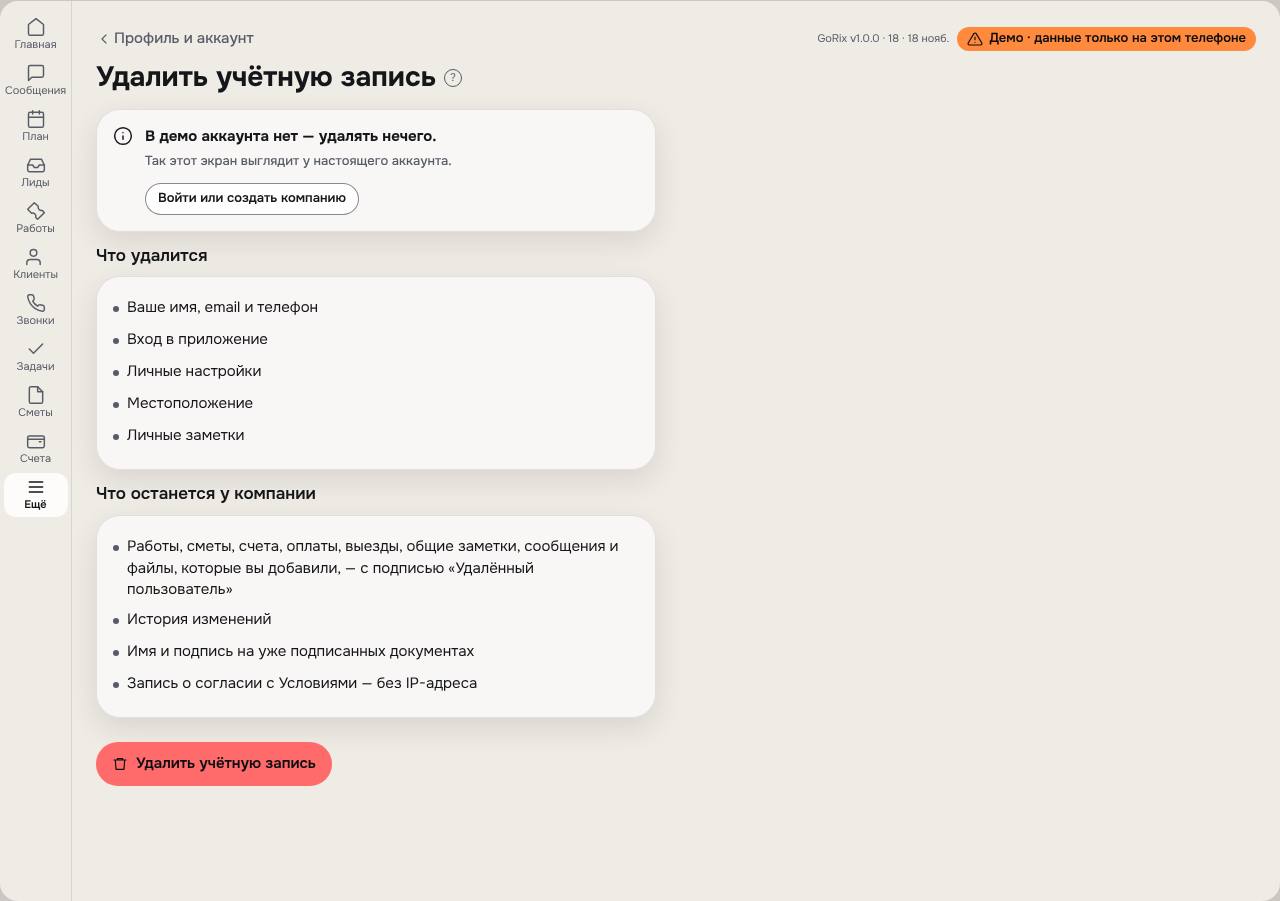 Главная
Сообщения
План
Лиды
Работы
Клиенты
Звонки
Задачи
Сметы
Счета
Ещё
Профиль и аккаунт
GoRix v1.0.0 · 18 · 18 нояб.
Демо · данные только на этом телефоне
Удалить учётную запись ?
В демо аккаунта нет — удалять нечего.
Так этот экран выглядит у настоящего аккаунта.
Войти или создать компанию
Что удалится
Ваше имя, email и телефон
Вход в приложение
Личные настройки
Местоположение
Личные заметки
Что останется у компании
Работы, сметы, счета, оплаты, выезды, общие заметки, сообщения и
файлы, которые вы добавили, — с подписью «Удалённый
пользователь»
История изменений
Имя и подпись на уже подписанных документах
Запись о согласии с Условиями — без IP-адреса
Удалить учётную запись